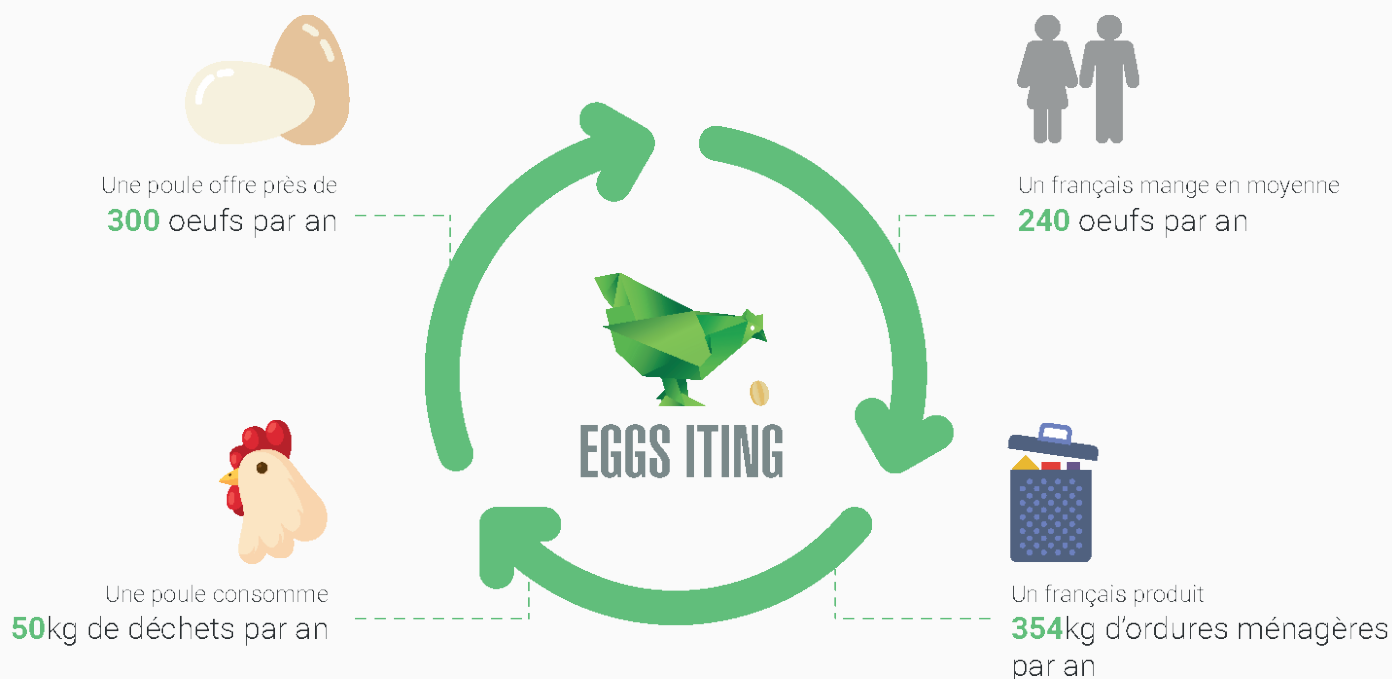 Une poule offre près de
300 oeufs par an
Un français mange en moyenne
240 oeufs par an
EGGS ITING
Une poule consomme
50kg de déchets par an
Un français produit
354kg d'ordures ménagères
par an